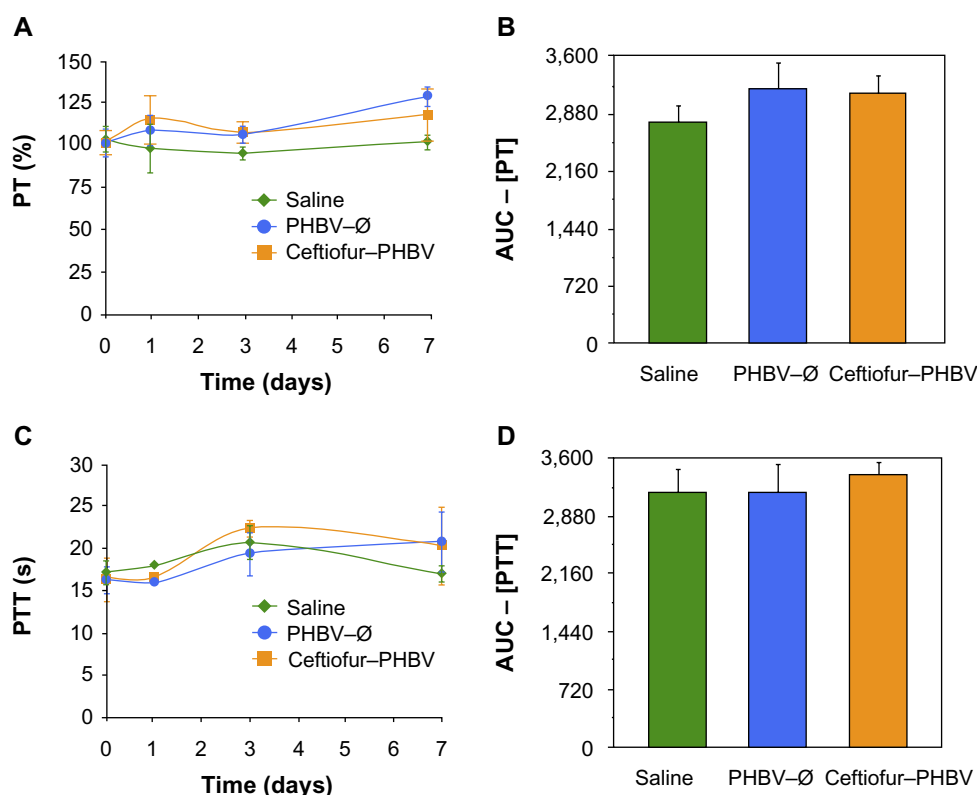 A
PT (%)
150
125
100
75
50
25
0
0 1 2 3 4 5 6 7
Time (days)
Saline
PHBV–Ø
Ceftiofur–PHBV
B
AUC – [PT]
3,600
2,880
2,160
1,440
720
0
Saline PHBV–Ø Ceftiofur–PHBV
C
PTT (s)
30
25
20
15
10
5
0
0 1 2 3 4 5 6 7
Time (days)
Saline
PHBV–Ø
Ceftiofur–PHBV
D
AUC – [PTT]
3,600
2,880
2,160
1,440
720
0
Saline PHBV–Ø Ceftiofur–PHBV